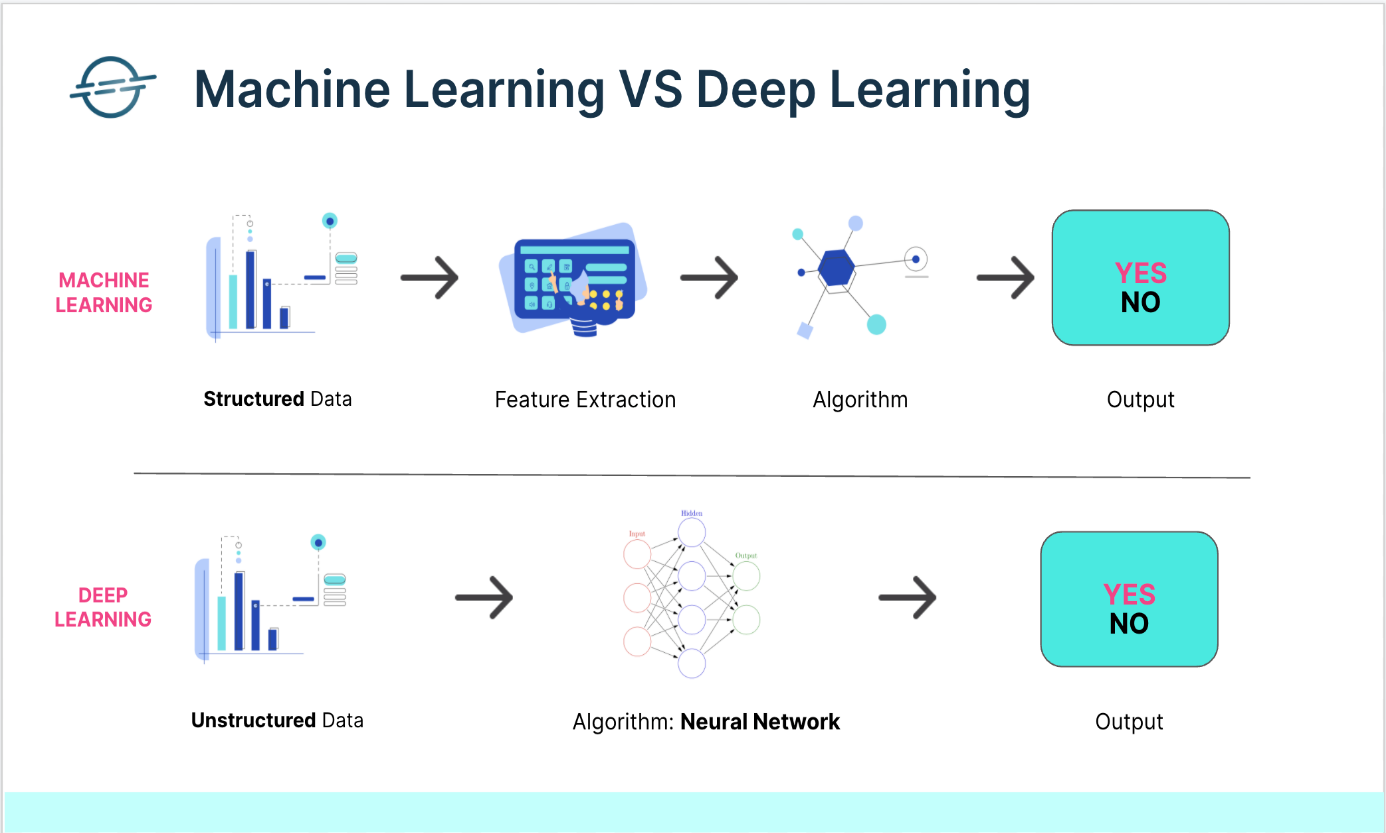 Machine Learning VS Deep Learning
MACHINE
LEARNING
YES
NO
Structured Data
Feature Extraction
Algorithm
Output
DEEP
LEARNING
Input
Hidden
Output
YES
NO
Unstructured Data
Algorithm: Neural Network
Output